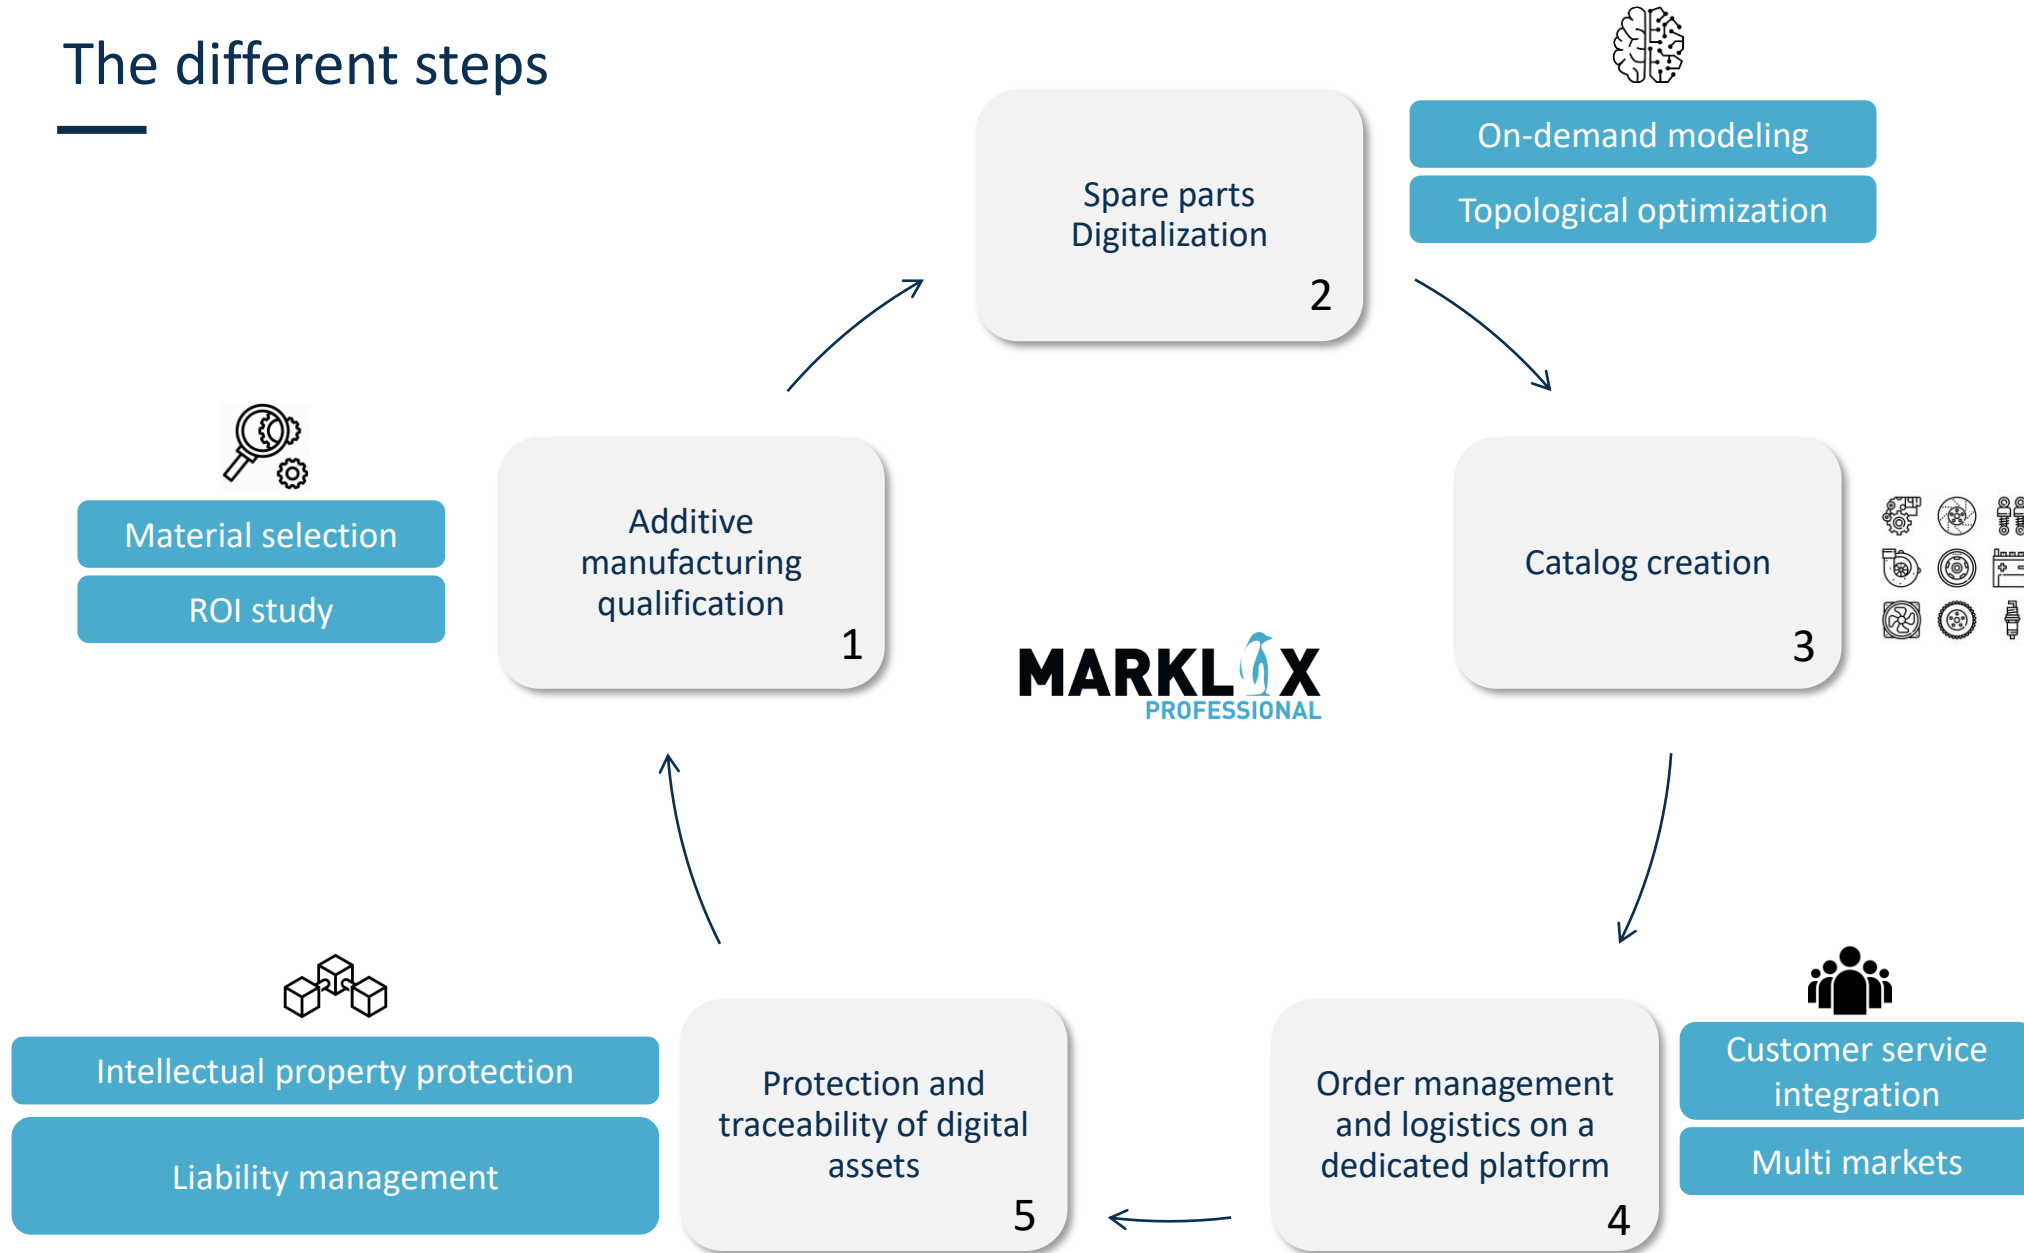 The different steps
On-demand modeling
Topological optimization
Spare parts
Digitalization
2
Material selection
ROI study
Additive
manufacturing
qualification
1
Catalog creation
3
MARKLIX
PROFESSIONAL
Intellectual property protection
Liability management
Protection and
traceability of digital
assets
5
Order management
and logistics on a
dedicated platform
4
Customer service
integration
Multi markets